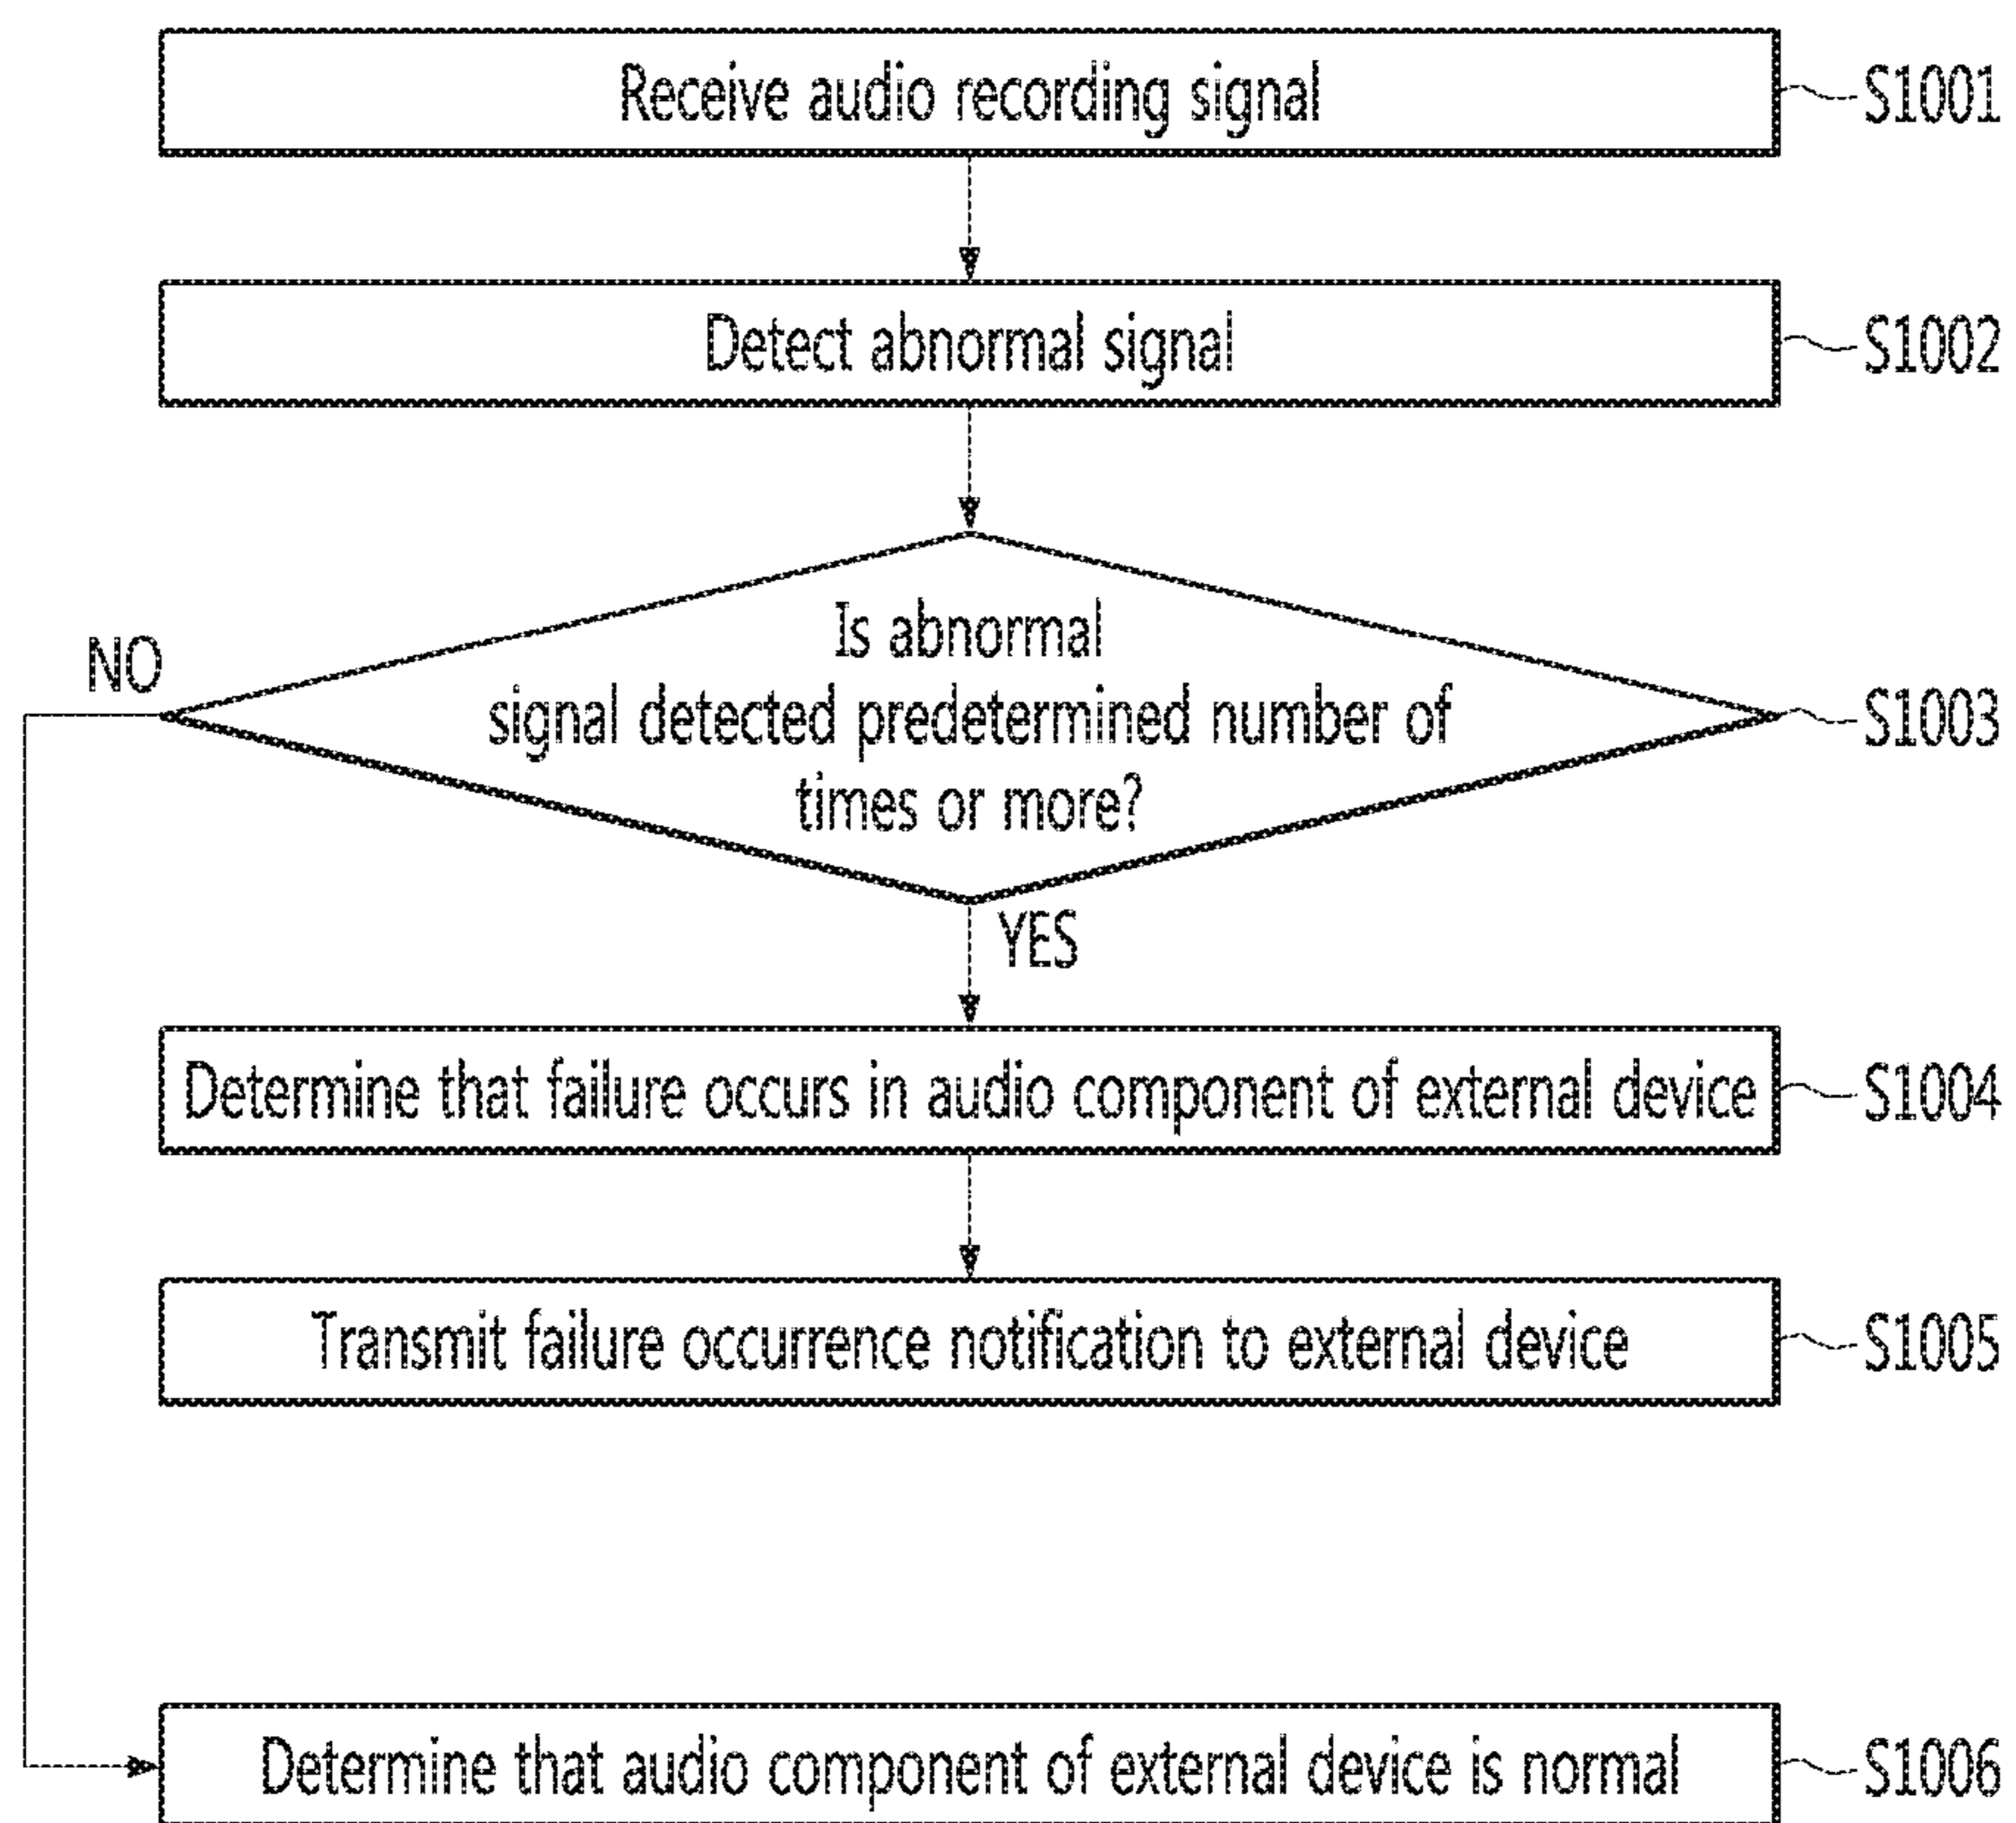 Receive audio recording signal
S1001
Detect abnormal signal
S1002
Is abnormal
signal detected predetermined number of
times or more?
S1003
NO
YES
Determine that failure occurs in audio component of external device
S1004
Transmit failure occurrence notification to external device
S1005
Determine that audio component of external device is normal
S1006